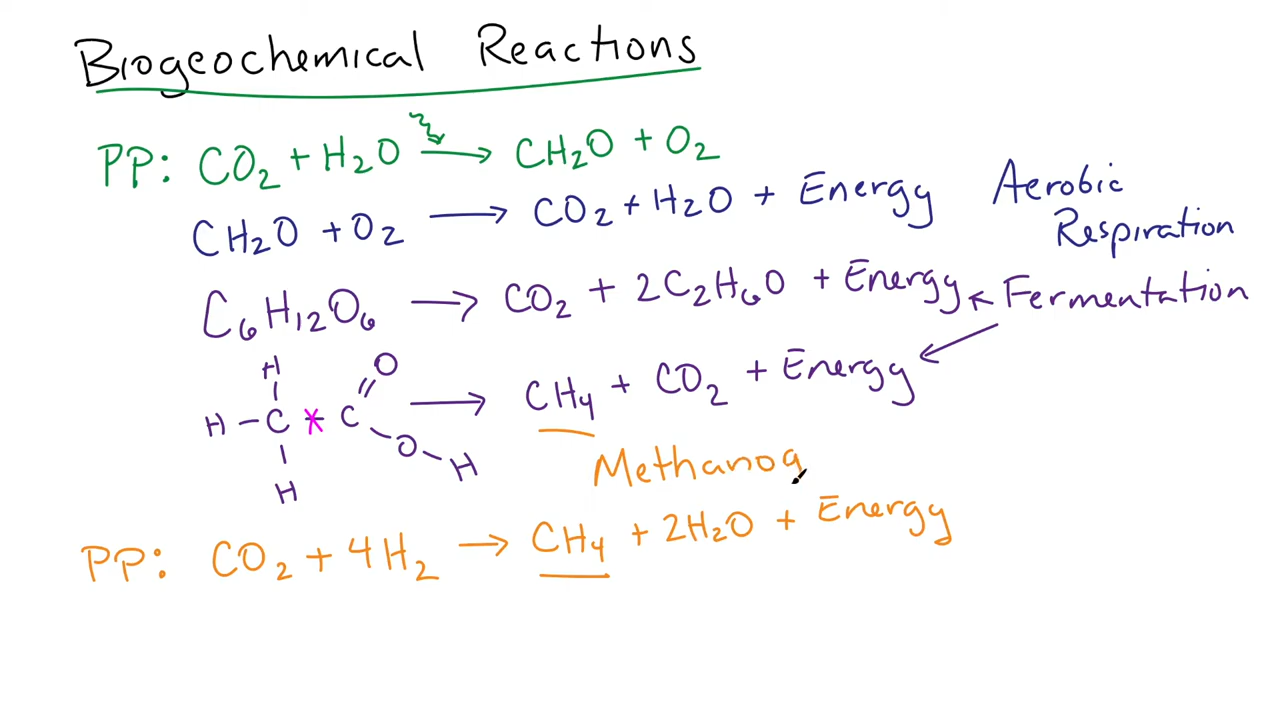 Biogeochemical Reactions
PP: CO₂ + H₂O → CH₂O + O₂
CH₂O + O₂ → CO₂ + H₂O + Energy Aerobic
Respiration
C₆H₁₂O₆ → CO₂ + 2C₂H₆O + Energy ← Fermentation
H
O
H – C * C → CH₄ + CO₂ + Energy
O – H
H
Methanog
PP: CO₂ + 4H₂ → CH₄ + 2H₂O + Energy